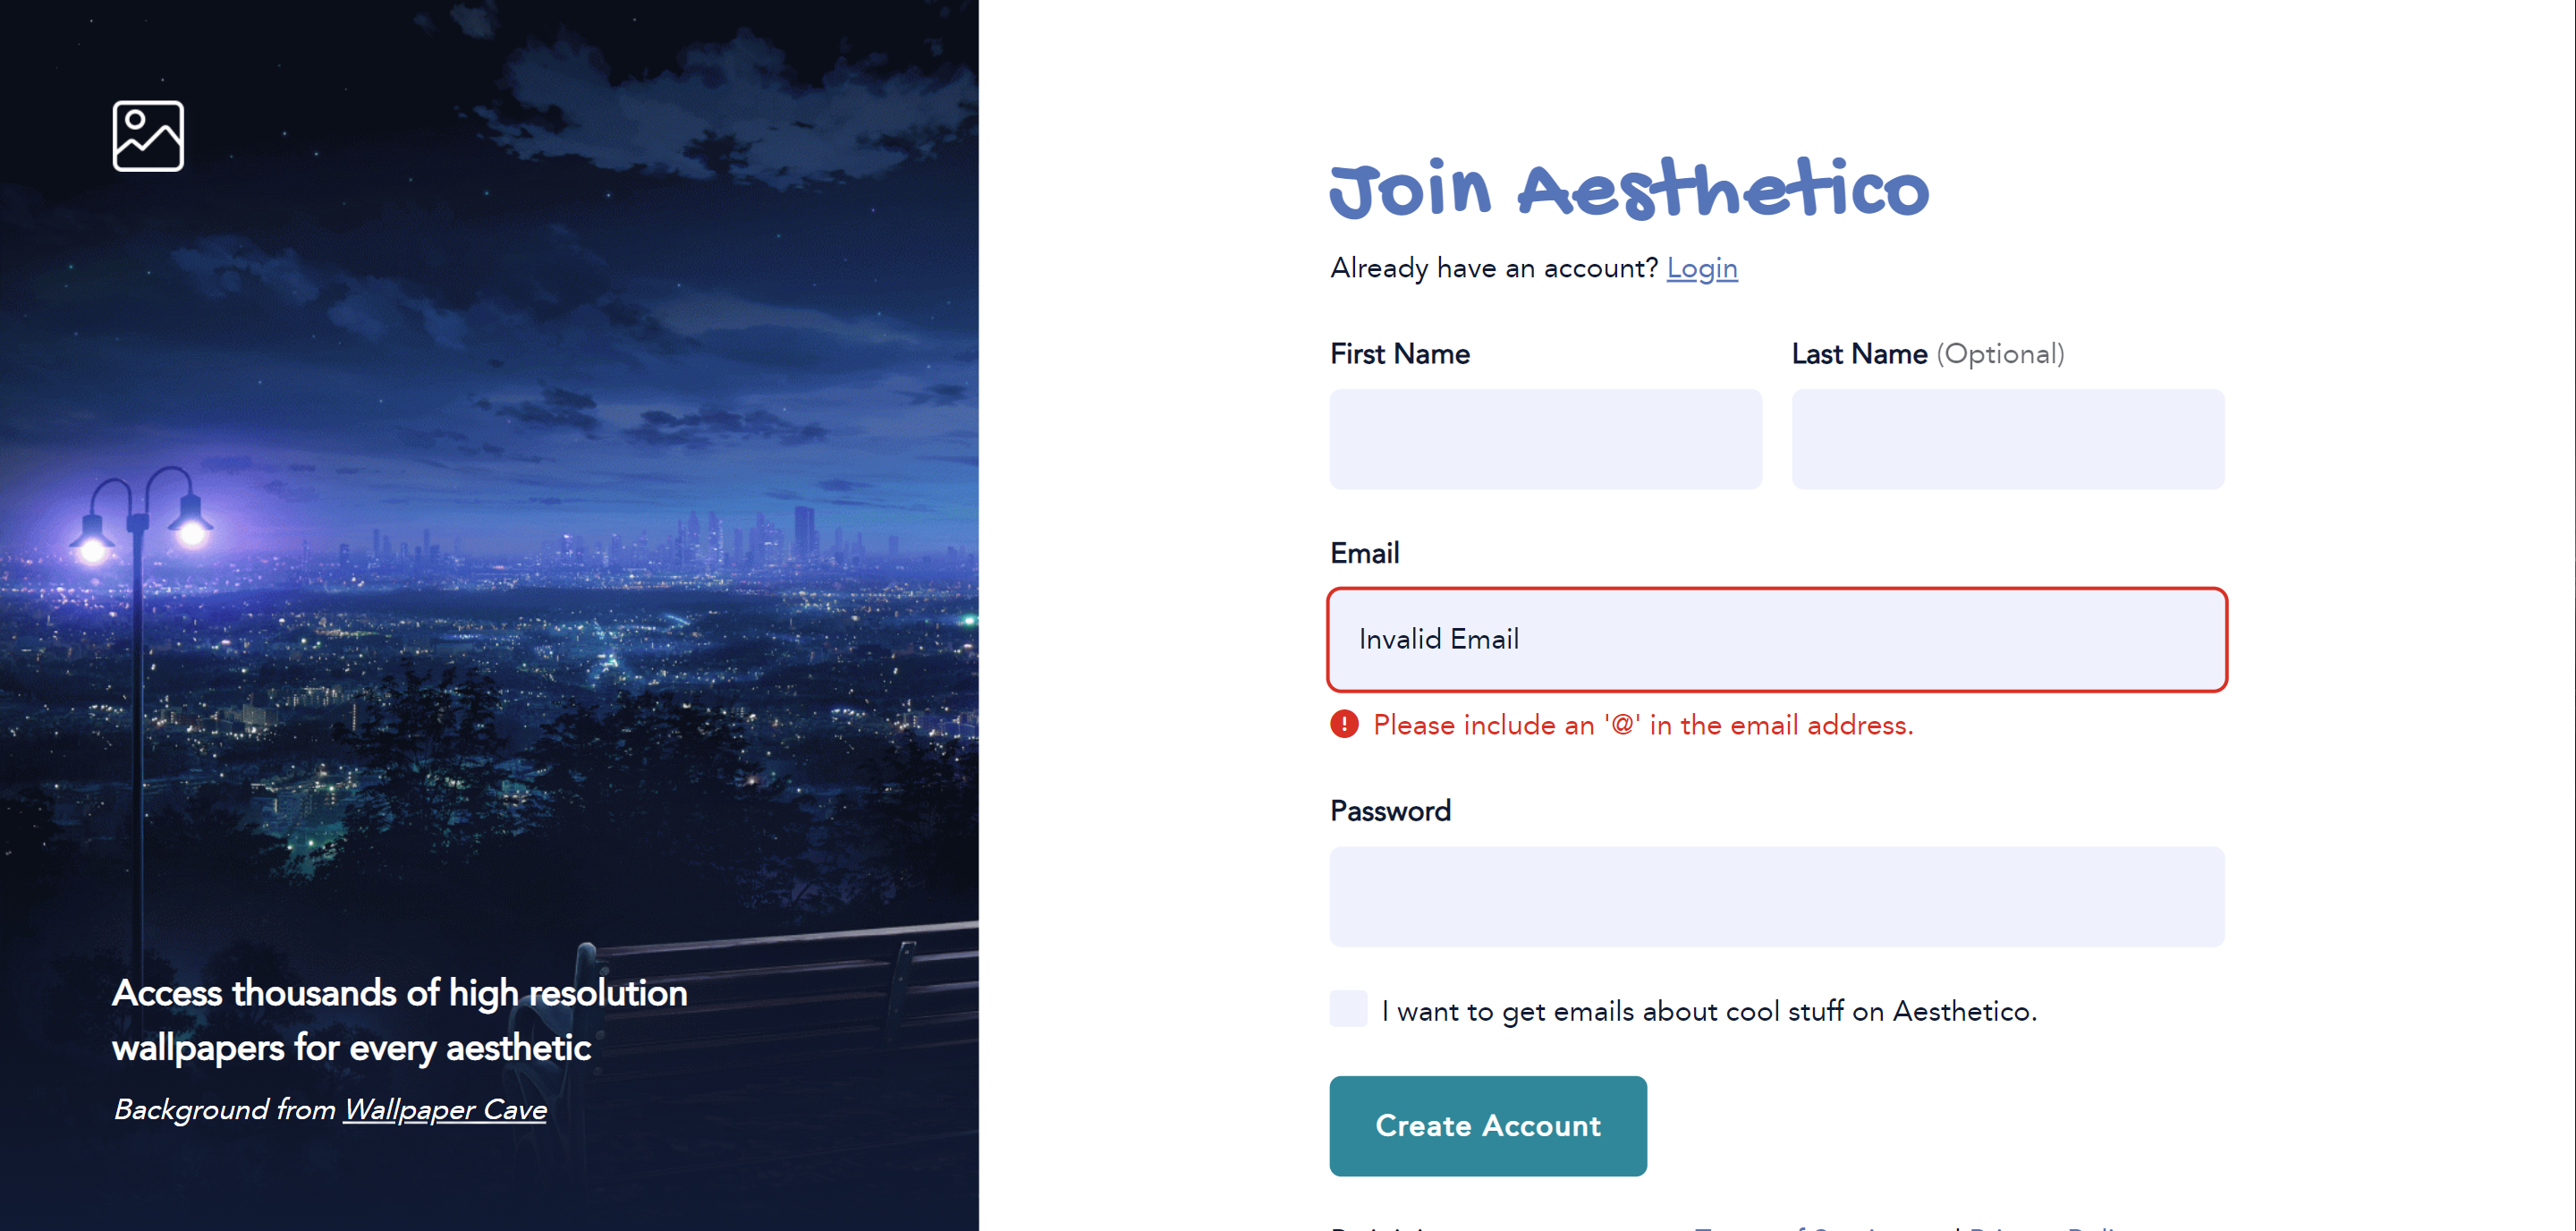 Access thousands of high resolution
wallpapers for every aesthetic
Background from Wallpaper Cave
Join Aesthetico
Already have an account? Login
First Name
Last Name (Optional)
Email
Invalid Email
Please include an '@' in the email address.
Password
I want to get emails about cool stuff on Aesthetico.
Create Account